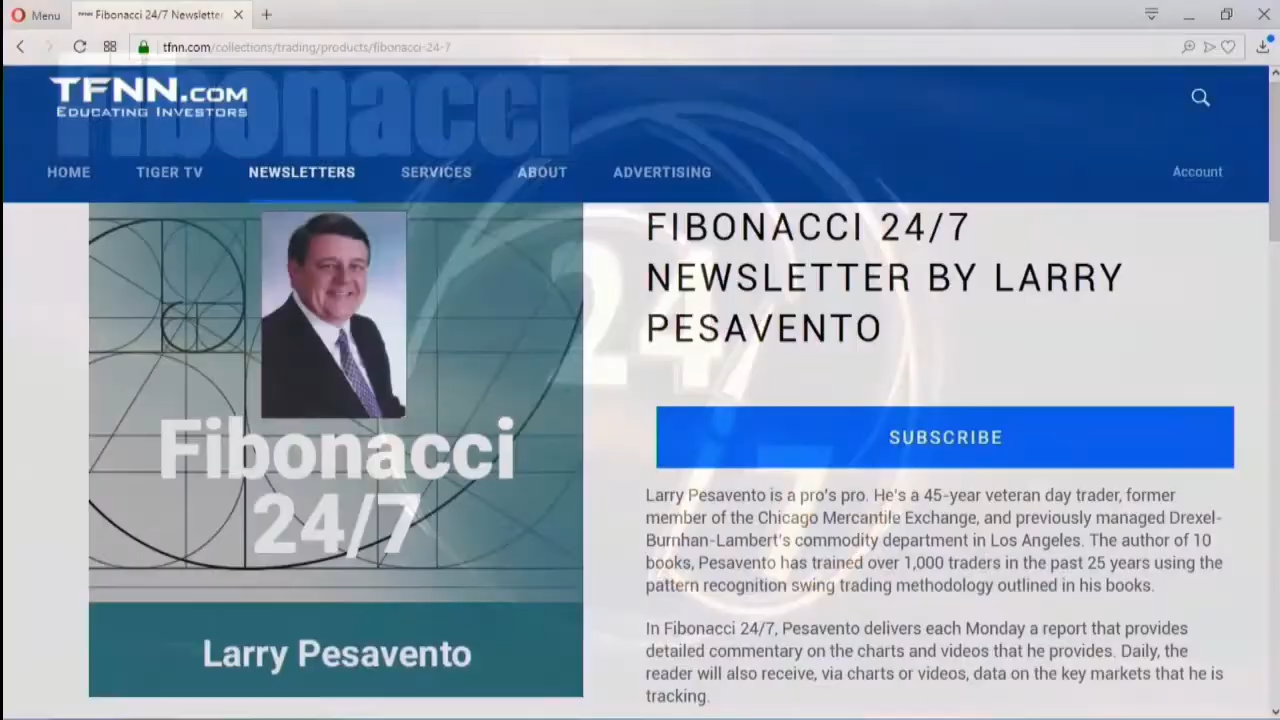 Menu
Fibonacci 24/7 Newsletter
tfnn.com/collections/trading/products/fibonacci-24-7
Fibonacci
TFNN.COM
EDUCATING INVESTORS
HOME TIGER TV NEWSLETTERS SERVICES ABOUT ADVERTISING Account
24
7
Fibonacci
24/7
Larry Pesavento
FIBONACCI 24/7
NEWSLETTER BY LARRY
PESAVENTO
SUBSCRIBE
Larry Pesavento is a pro's pro. He's a 45-year veteran day trader, former
member of the Chicago Mercantile Exchange, and previously managed Drexel-
Burnhan-Lambert's commodity department in Los Angeles. The author of 10
books, Pesavento has trained over 1,000 traders in the past 25 years using the
pattern recognition swing trading methodology outlined in his books.
In Fibonacci 24/7, Pesavento delivers each Monday a report that provides
detailed commentary on the charts and videos that he provides. Daily, the
reader will also receive, via charts or videos, data on the key markets that he is
tracking.